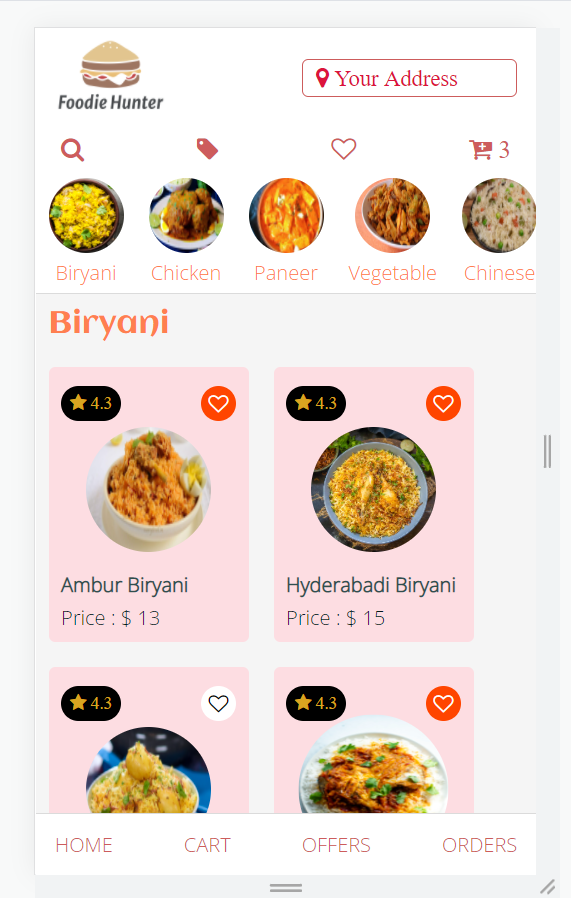 Foodie Hunter
Your Address
3
Biryani Chicken Paneer Vegetable Chinese
Biryani
4.3 4.3
Ambur Biryani Hyderabadi Biryani
Price : $ 13 Price : $ 15
4.3 4.3
HOME CART OFFERS ORDERS